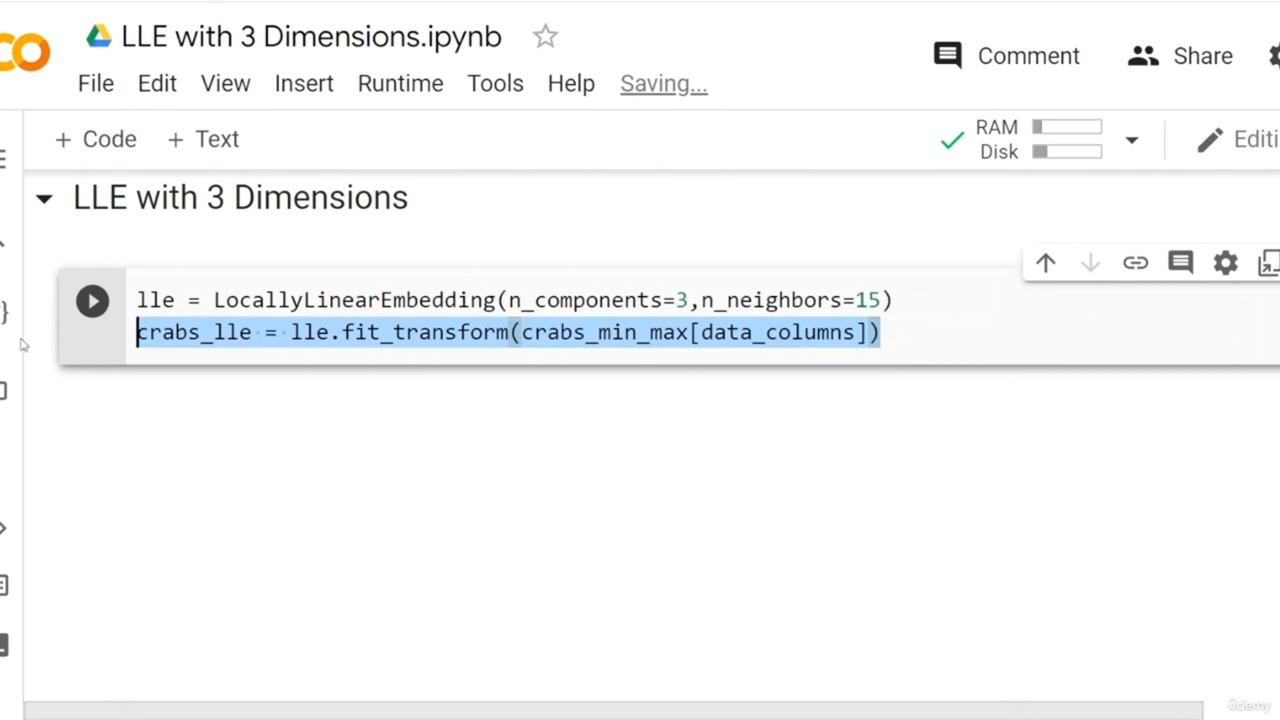 LLE with 3 Dimensions.ipynb
Comment
Share
File Edit View Insert Runtime Tools Help Saving...
+ Code + Text
RAM
Disk
LLE with 3 Dimensions
lle = LocallyLinearEmbedding(n_components=3,n_neighbors=15)
crabs_lle = lle.fit_transform(crabs_min_max[data_columns])
ûdemy